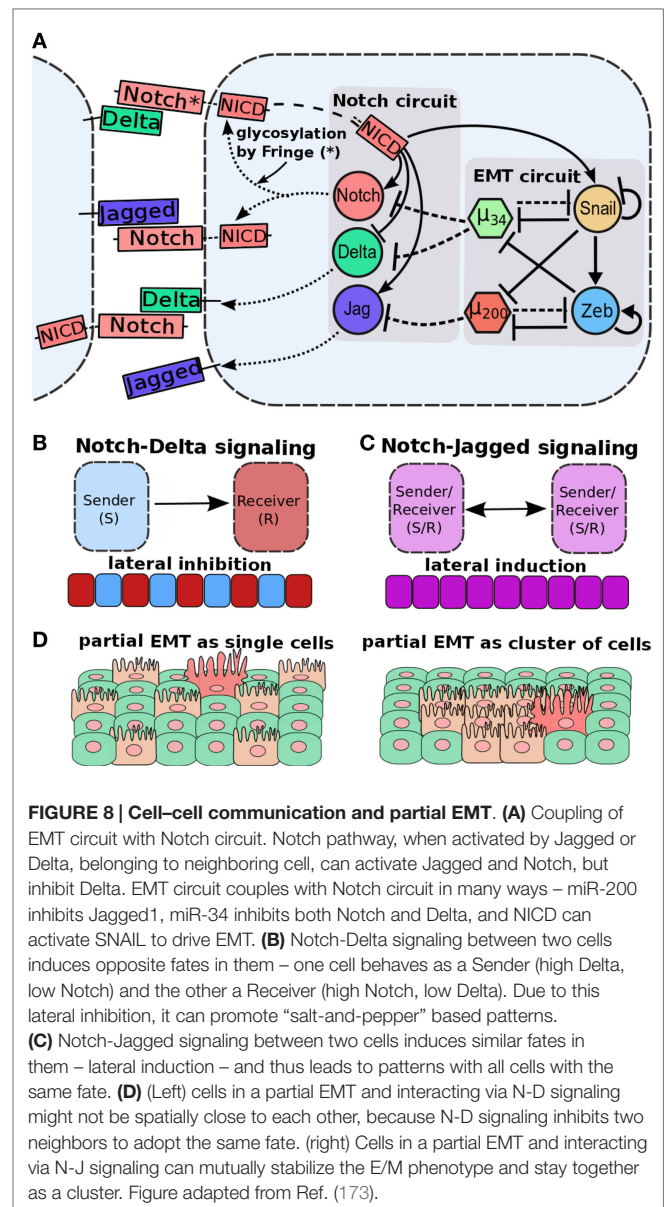 A
Notch*
NICD
Delta
glycosylation
by Fringe (*)
Notch circuit
NICD
EMT circuit
Notch
μ34
Snail
Jagged
Notch
NICD
Delta
Delta
Jag
μ200
Zeb
NICD
Notch
Jagged
B
Notch-Delta signaling
Sender
(S)
Receiver
(R)
lateral inhibition
C
Notch-Jagged signaling
Sender/
Receiver
(S/R)
Sender/
Receiver
(S/R)
lateral induction
D
partial EMT as single cells
partial EMT as cluster of cells
FIGURE 8 | Cell–cell communication and partial EMT. (A) Coupling of
EMT circuit with Notch circuit. Notch pathway, when activated by Jagged or
Delta, belonging to neighboring cell, can activate Jagged and Notch, but
inhibit Delta. EMT circuit couples with Notch circuit in many ways – miR-200
inhibits Jagged1, miR-34 inhibits both Notch and Delta, and NICD can
activate SNAIL to drive EMT. (B) Notch-Delta signaling between two cells
induces opposite fates in them – one cell behaves as a Sender (high Delta,
low Notch) and the other a Receiver (high Notch, low Delta). Due to this
lateral inhibition, it can promote “salt-and-pepper” based patterns.
(C) Notch-Jagged signaling between two cells induces similar fates in
them – lateral induction – and thus leads to patterns with all cells with the
same fate. (D) (Left) cells in a partial EMT and interacting via N-D signaling
might not be spatially close to each other, because N-D signaling inhibits two
neighbors to adopt the same fate. (right) Cells in a partial EMT and interacting
via N-J signaling can mutually stabilize the E/M phenotype and stay together
as a cluster. Figure adapted from Ref. (173).